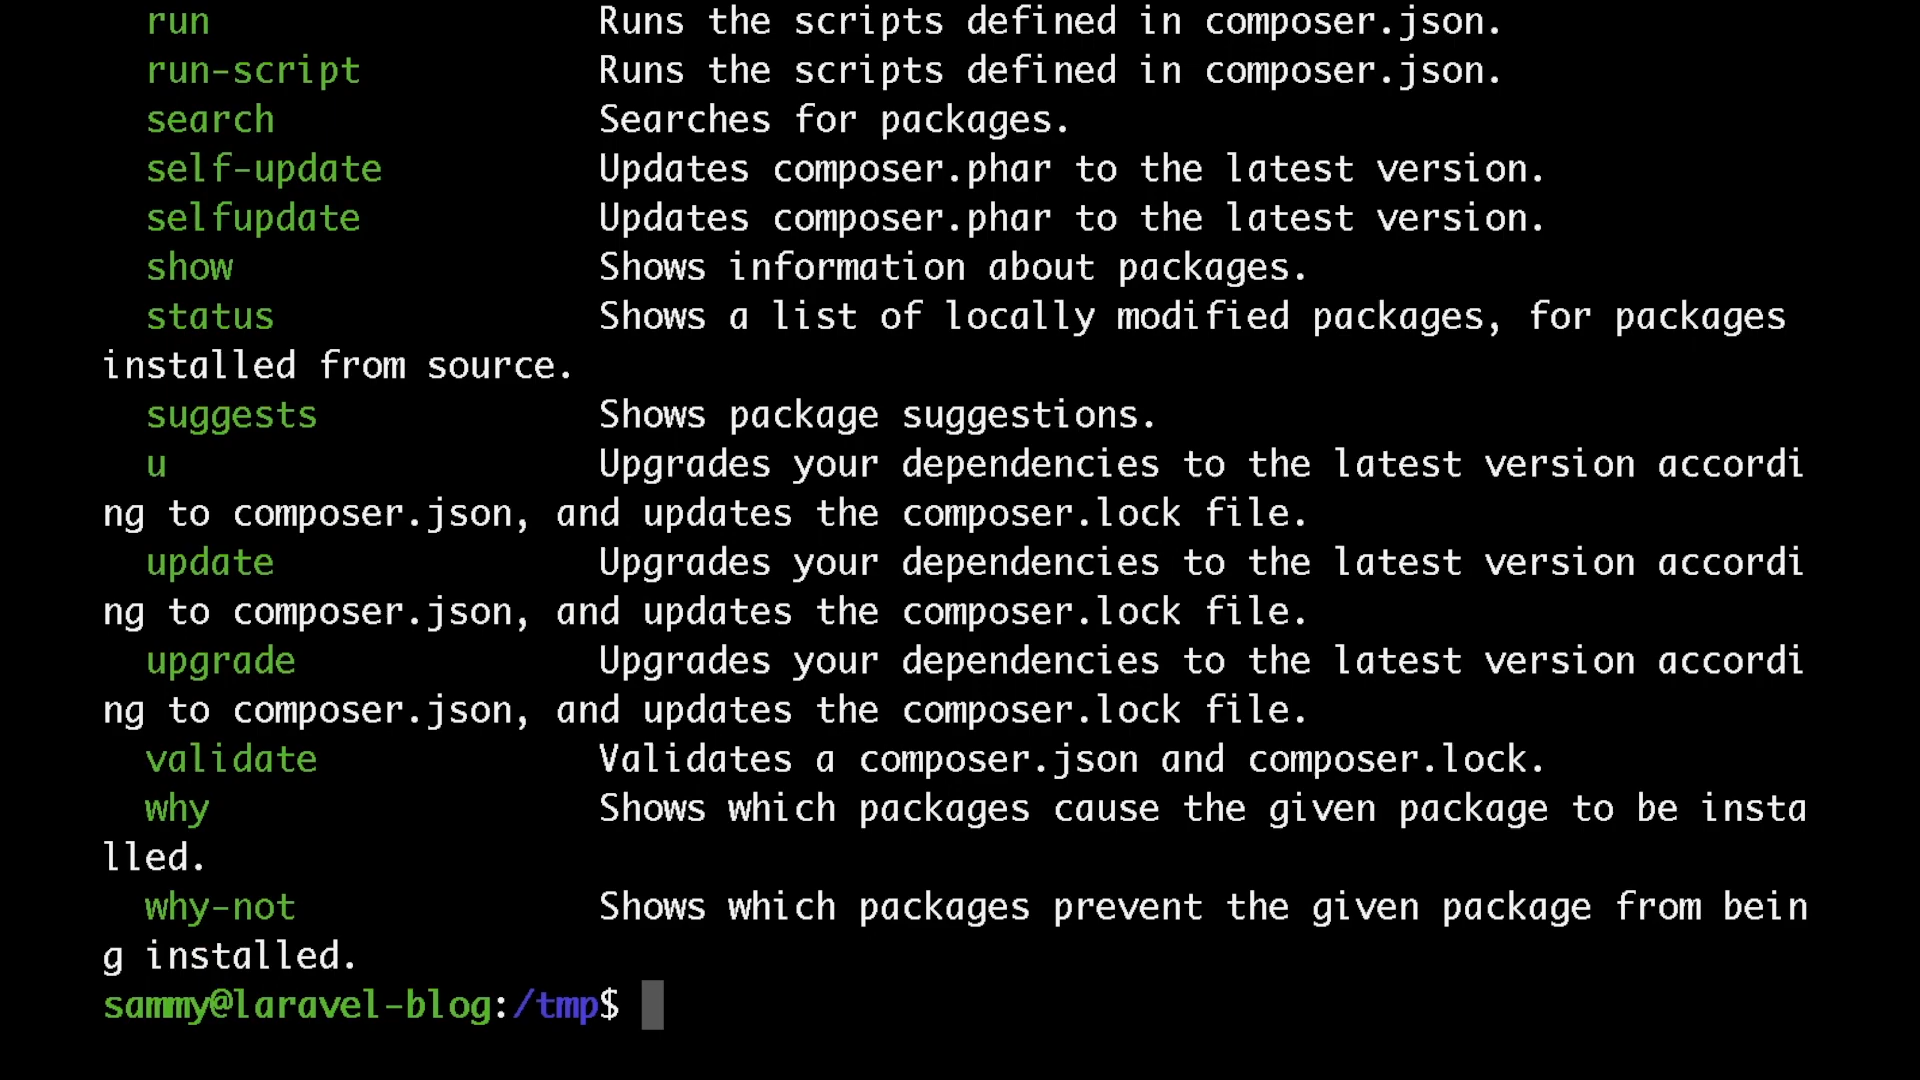 run Runs the scripts defined in composer.json.
run-script Runs the scripts defined in composer.json.
search Searches for packages.
self-update Updates composer.phar to the latest version.
selfupdate Updates composer.phar to the latest version.
show Shows information about packages.
status Shows a list of locally modified packages, for packages
installed from source.
suggests Shows package suggestions.
u Upgrades your dependencies to the latest version accordi
ng to composer.json, and updates the composer.lock file.
update Upgrades your dependencies to the latest version accordi
ng to composer.json, and updates the composer.lock file.
upgrade Upgrades your dependencies to the latest version accordi
ng to composer.json, and updates the composer.lock file.
validate Validates a composer.json and composer.lock.
why Shows which packages cause the given package to be insta
lled.
why-not Shows which packages prevent the given package from bein
g installed.
sammy@laravel-blog:/tmp$